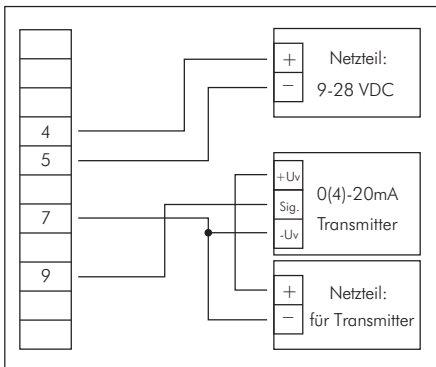 +
Netzteil:
−
9-28 VDC
4
5
+Uv
Sig.
0(4)-20mA
7
Transmitter
-Uv
9
+
Netzteil:
−
für Transmitter